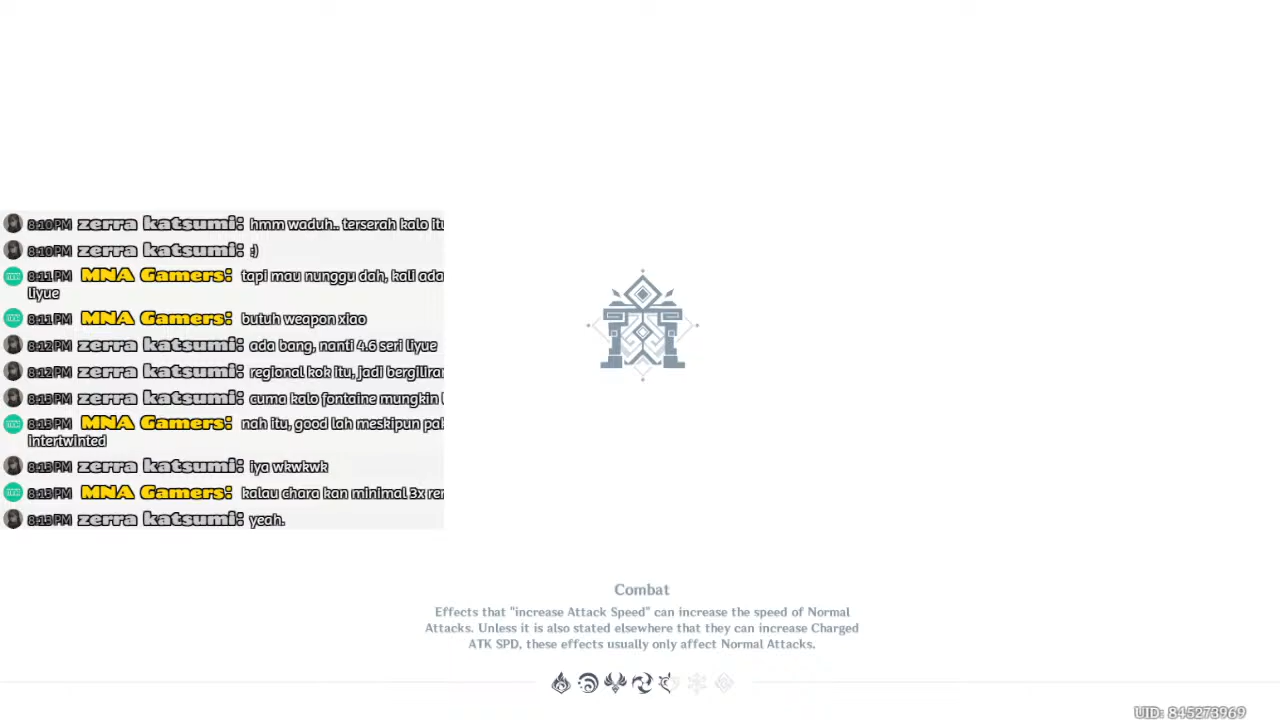 8:10 PM zerra katsumi: hmm waduh.. terserah kalo itu
8:10 PM zerra katsumi: :)
8:11 PM MNA Gamers: tapi mau nunggu dah, kali ada
liyue
8:11 PM MNA Gamers: butuh weapon xiao
8:12 PM zerra katsumi: ada bang, nanti 4.6 seri liyue
8:12 PM zerra katsumi: regional kok itu, jadi bergiliran
8:13 PM zerra katsumi: cuma kalo fontaine mungkin
8:13 PM MNA Gamers: nah itu, good lah meskipun
Intertwinted
8:13 PM zerra katsumi: iya wkwkwk
8:13 PM MNA Gamers: kalau chara kan minimal 3x
8:13 PM zerra katsumi: yeah.
Combat
Effects that "increase Attack Speed" can increase the speed of Normal
Attacks. Unless it is also stated elsewhere that they can increase Charged
ATK SPD, these effects usually only affect Normal Attacks.
UID: 845273969